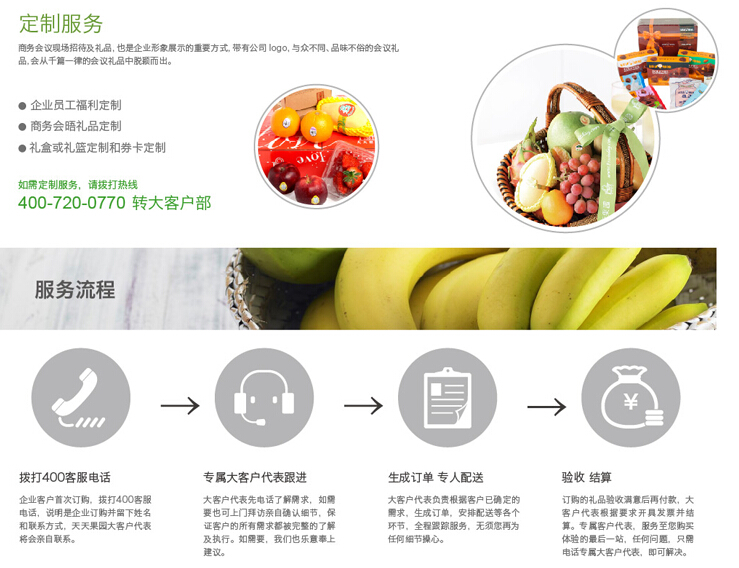 定制服务
商务会议现场招待及礼品, 也是企业形象展示的重要方式, 带有公司 logo, 与众不同、品味不俗的会议礼
品, 会从千篇一律的会议礼品中脱颖而出。
企业员工福利定制
商务会晤礼品定制
礼盒或礼篮定制和券卡定制
如需定制服务, 请拨打热线
400-720-0770 转大客户部
love
服务流程
¥
拨打400客服电话
企业客户首次订购, 拨打400客服
电话, 说明是企业订购并留下姓名
和联系方式, 天天果园大客户代表
将会亲自联系。
专属大客户代表跟进
大客户代表先电话了解需求, 如需
要也可上门拜访亲自确认细节, 保
证客户的所有需求都被完整的了解
及执行。如需要, 我们也乐意奉上
建议。
生成订单 专人配送
大客户代表负责根据客户已确定的
需求, 生成订单, 安排配送等各个
环节, 全程跟踪服务, 无须您再为
任何细节操心。
验收 结算
订购的礼品验收满意后再付款, 大
客户代表根据要求开具发票并结
算。专属客户代表, 服务至您购买
体验的最后一站, 任何问题, 只需
电话专属大客户代表, 即可解决。